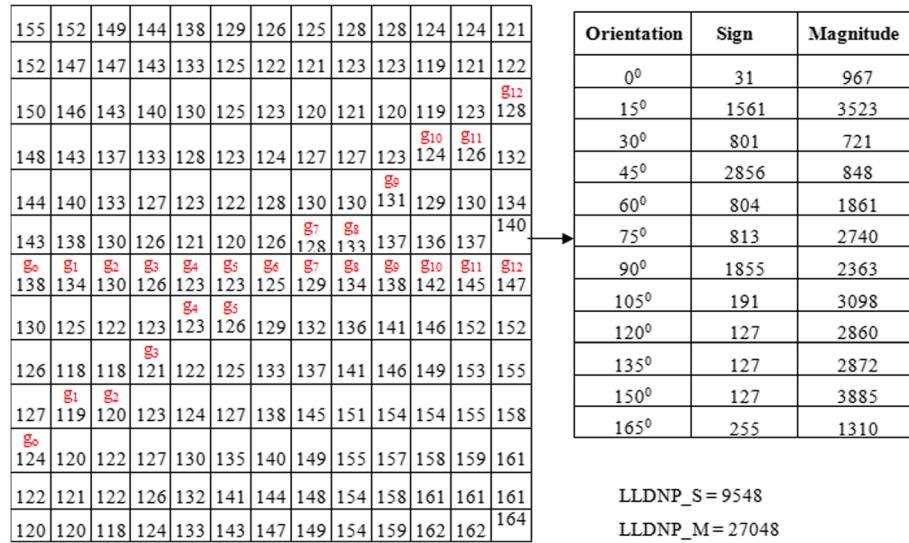 155 152 149 144 138 129 126 125 128 128 124 124 121
152 147 147 143 133 125 122 121 123 123 119 121 122
g12
150 146 143 140 130 125 123 120 121 120 119 123 128
g10 g11
148 143 137 133 128 123 124 127 127 123 124 126 132
g9
144 140 133 127 123 122 128 130 130 131 129 130 134
g7 g8
143 138 130 126 121 120 126 128 133 137 136 137 140
g0 g1 g2 g3 g4 g5 g6 g7 g8 g9 g10 g11 g12
138 134 130 126 123 123 125 129 134 138 142 145 147
g4 g5
130 125 122 123 123 126 129 132 136 141 146 152 152
g3
126 118 118 121 122 125 133 137 141 146 149 153 155
g1 g2
127 119 120 123 124 127 138 145 151 154 154 155 158
g0
124 120 122 127 130 135 140 149 155 157 158 159 161
122 121 122 126 132 141 144 148 154 158 161 161 161
120 120 118 124 133 143 147 149 154 159 162 162 164
Orientation Sign Magnitude
0⁰ 31 967
15⁰ 1561 3523
30⁰ 801 721
45⁰ 2856 848
60⁰ 804 1861
75⁰ 813 2740
90⁰ 1855 2363
105⁰ 191 3098
120⁰ 127 2860
135⁰ 127 2872
150⁰ 127 3885
165⁰ 255 1310
LLDNP_S = 9548
LLDNP_M = 27048